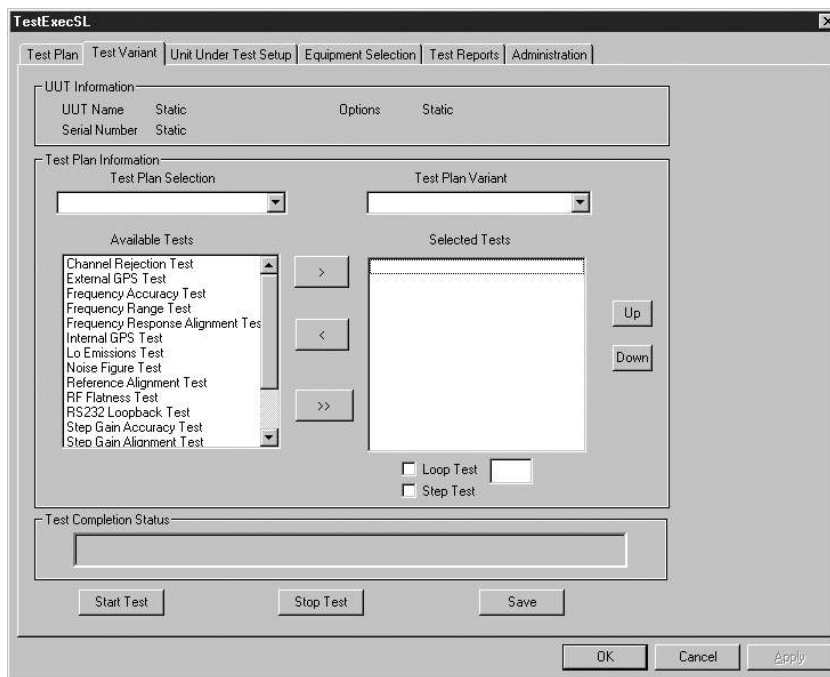 TestExecSL
Test Plan Test Variant Unit Under Test Setup Equipment Selection Test Reports Administration
UUT Information
UUT Name Static Options Static
Serial Number Static
Test Plan Information
Test Plan Selection Test Plan Variant
Available Tests Selected Tests
Channel Rejection Test
External GPS Test
Frequency Accuracy Test
Frequency Range Test
Frequency Response Alignment Tes
Internal GPS Test
Lo Emissions Test
Noise Figure Test
Reference Alignment Test
RF Flatness Test
RS232 Loopback Test
Step Gain Accuracy Test
Step Gain Alignment Test
>
<
>>
Up
Down
Loop Test
Step Test
Test Completion Status
Start Test Stop Test Save
OK Cancel Apply